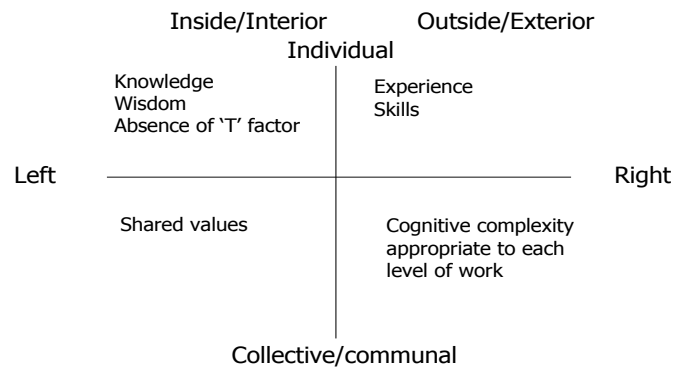 Inside/Interior Outside/Exterior
Individual
Knowledge
Wisdom
Absence of ‘T’ factor
Experience
Skills
Left
Right
Shared values
Cognitive complexity
appropriate to each
level of work
Collective/communal